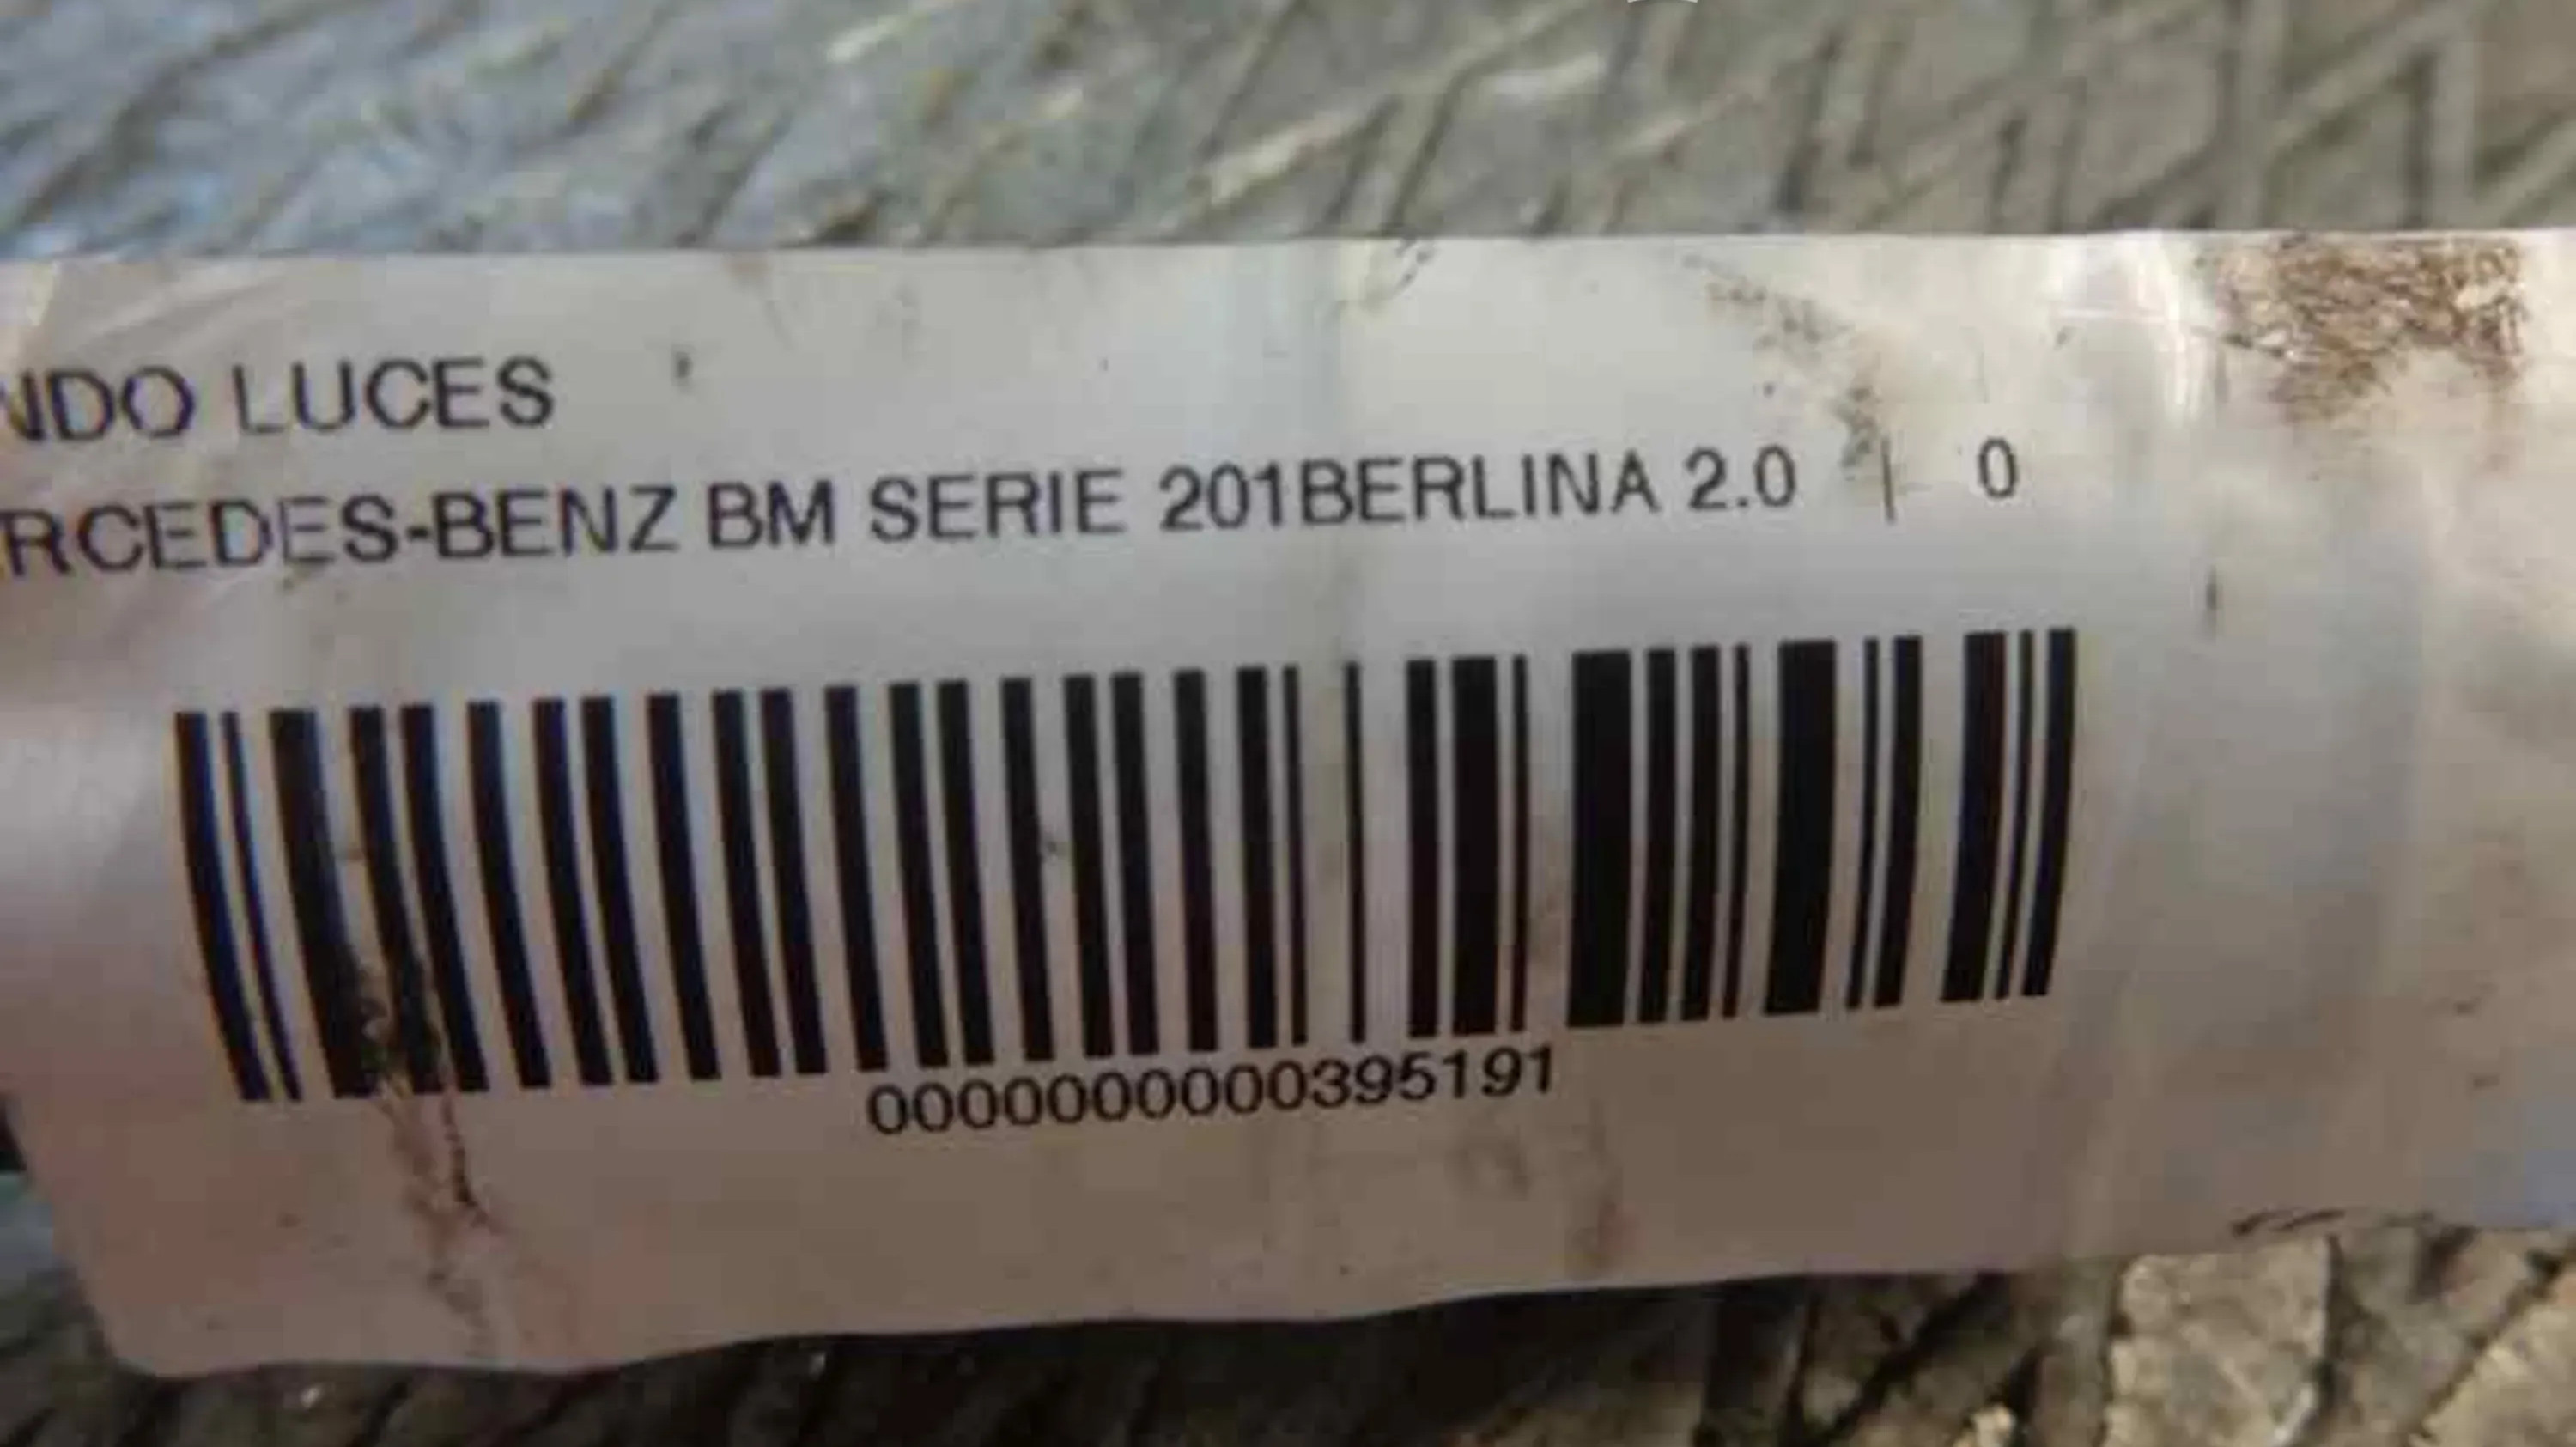 NDO LUCES
RCEDES-BENZ BM SERIE 201BERLINA 2.0 | 0
0000000000395191